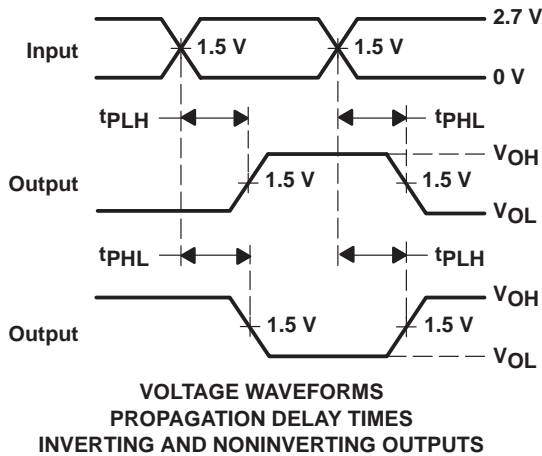 2.7 V
Input
1.5 V
1.5 V
0 V
tPLH
tPHL
VOH
Output
1.5 V
1.5 V
VOL
tPHL
tPLH
VOH
Output
1.5 V
1.5 V
VOL
VOLTAGE WAVEFORMS
PROPAGATION DELAY TIMES
INVERTING AND NONINVERTING OUTPUTS